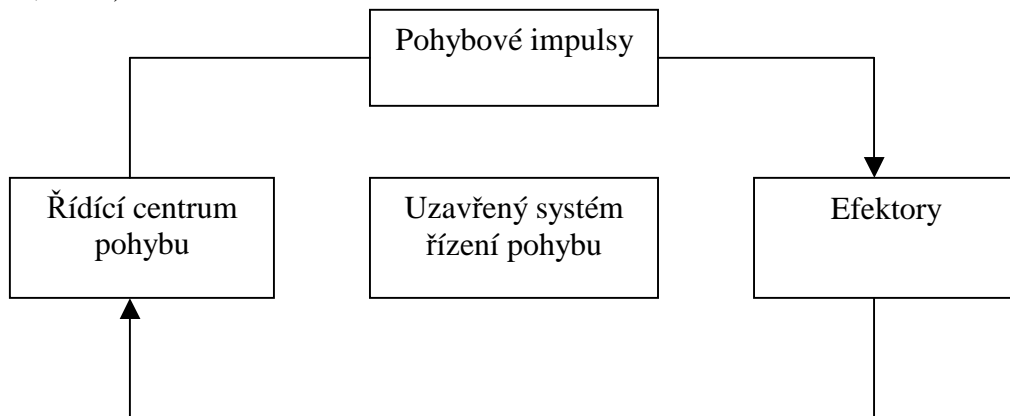 Pohybové impulsy
Řídící centrum
pohybu
Uzavřený systém
řízení pohybu
Efektory